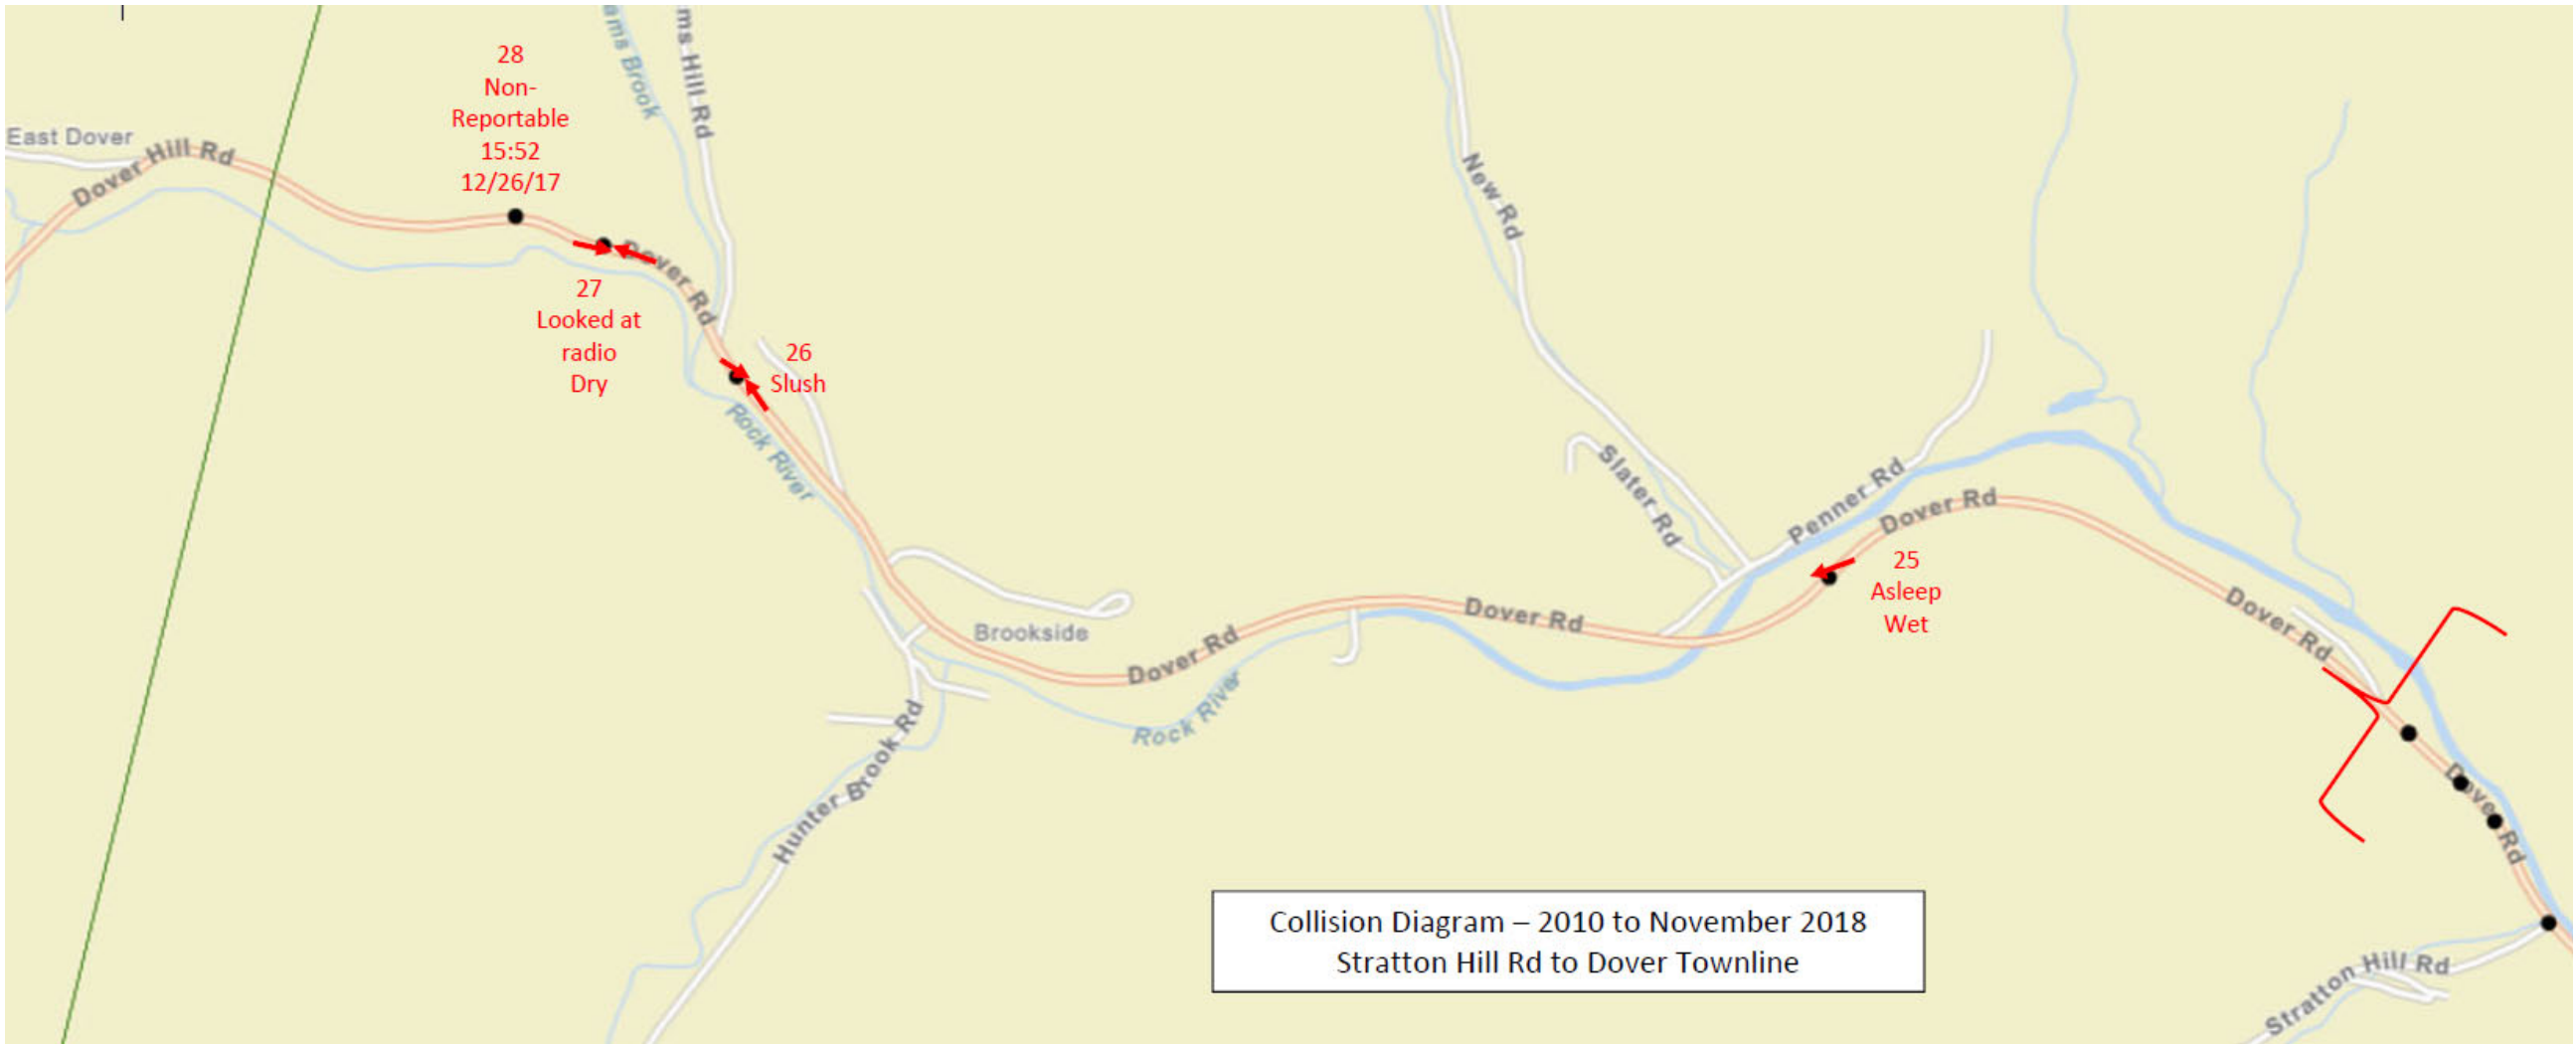 28
Non-
Reportable
15:52
12/26/17
East Dover
Dover Hill Rd
ams Brook
ms Hill Rd
Dover Rd
27
Looked at
radio
Dry
26
Slush
Rock River
New Rd
Slater Rd
Penner Rd
Dover Rd
25
Asleep
Wet
Brookside
Dover Rd
Dover Rd
Dover Rd
Rock River
Hunter Brook Rd
Dover Rd
Collision Diagram – 2010 to November 2018
Stratton Hill Rd to Dover Townline
Stratton Hill Rd